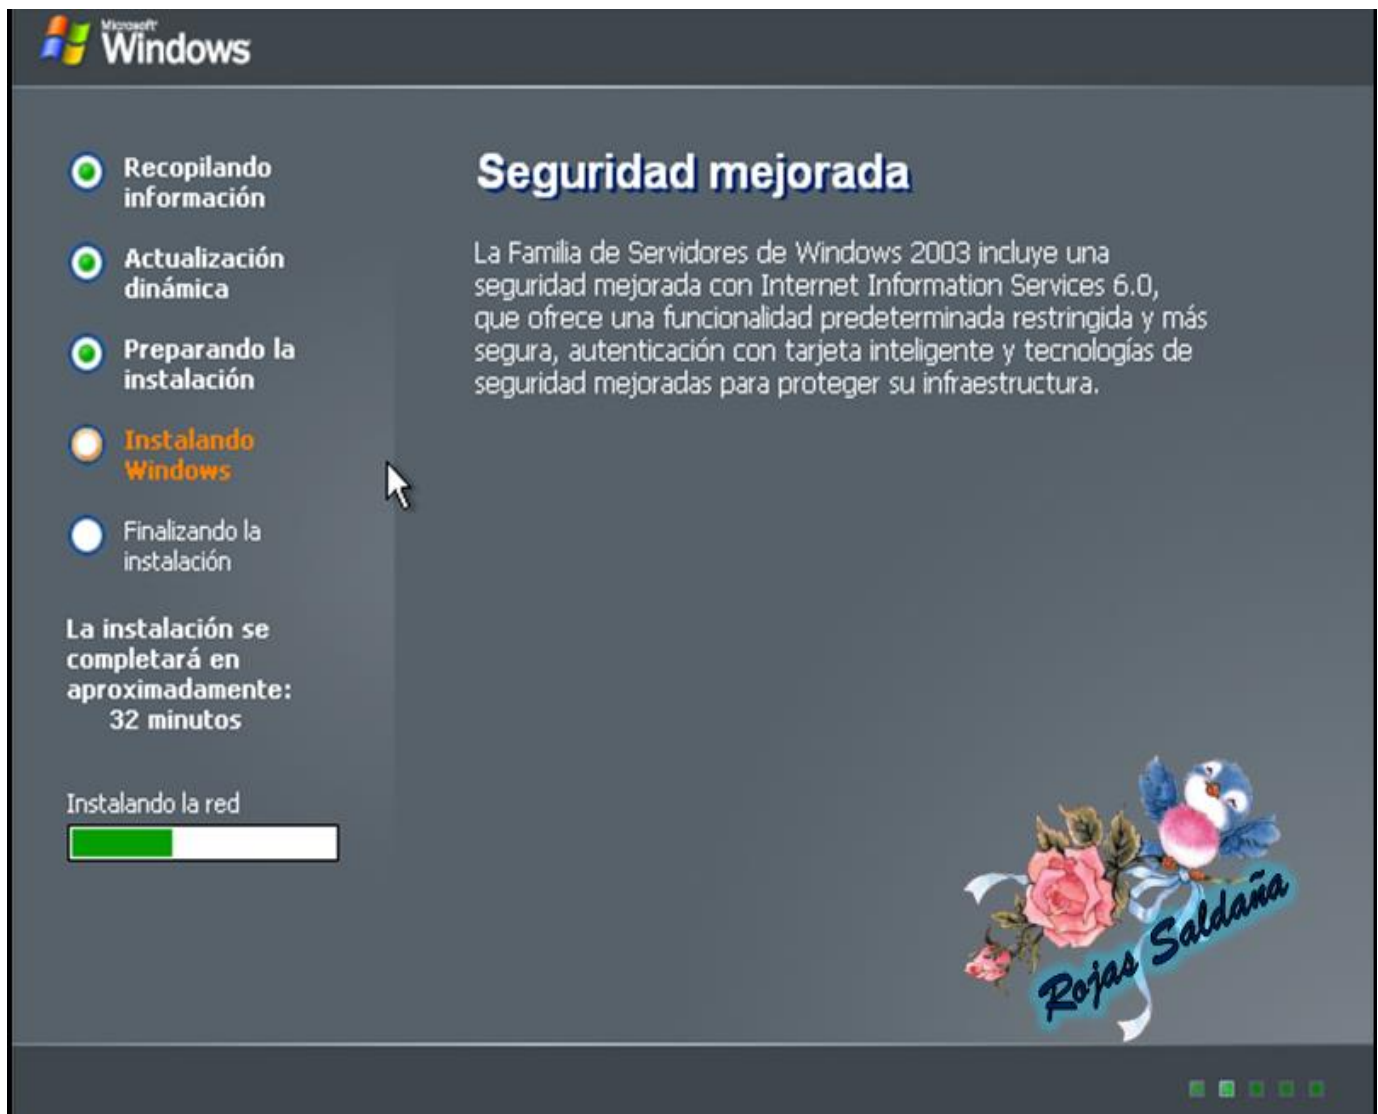 Microsoft
Windows
Recopilando
información
Actualización
dinámica
Preparando la
instalación
Instalando
Windows
Finalizando la
instalación
La instalación se
completará en
aproximadamente:
32 minutos
Instalando la red
Seguridad mejorada
La Familia de Servidores de Windows 2003 incluye una
seguridad mejorada con Internet Information Services 6.0,
que ofrece una funcionalidad predeterminada restringida y más
segura, autenticación con tarjeta inteligente y tecnologías de
seguridad mejoradas para proteger su infraestructura.
Rojas Saldaña